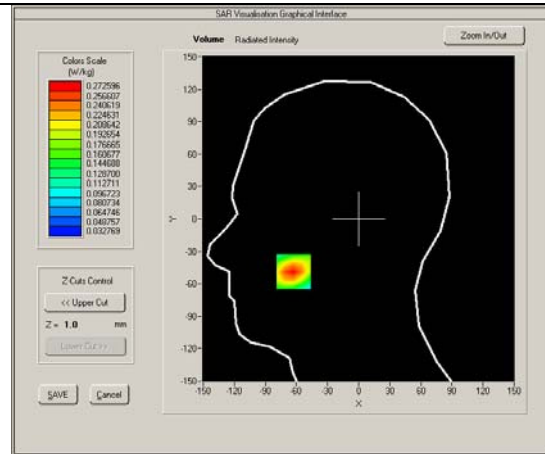 SAR Visualisation Graphical Interface
Volume Radiated Intensity
Zoom In/Out
Colors Scale
(W/kg)
0.272596
0.256607
0.240619
0.224631
0.208642
0.192654
0.176665
0.160677
0.144688
0.128700
0.112711
0.096723
0.080734
0.064746
0.048757
0.032769
Z Cuts Control
<< Upper Cut
Z = 1.0 mm
Lower Cut >>
SAVE Cancel
150
120
90
60
30
Y 0
-30
-60
-90
-120
-150
-150 -120 -90 -60 -30 0 30 60 90 120 150
X